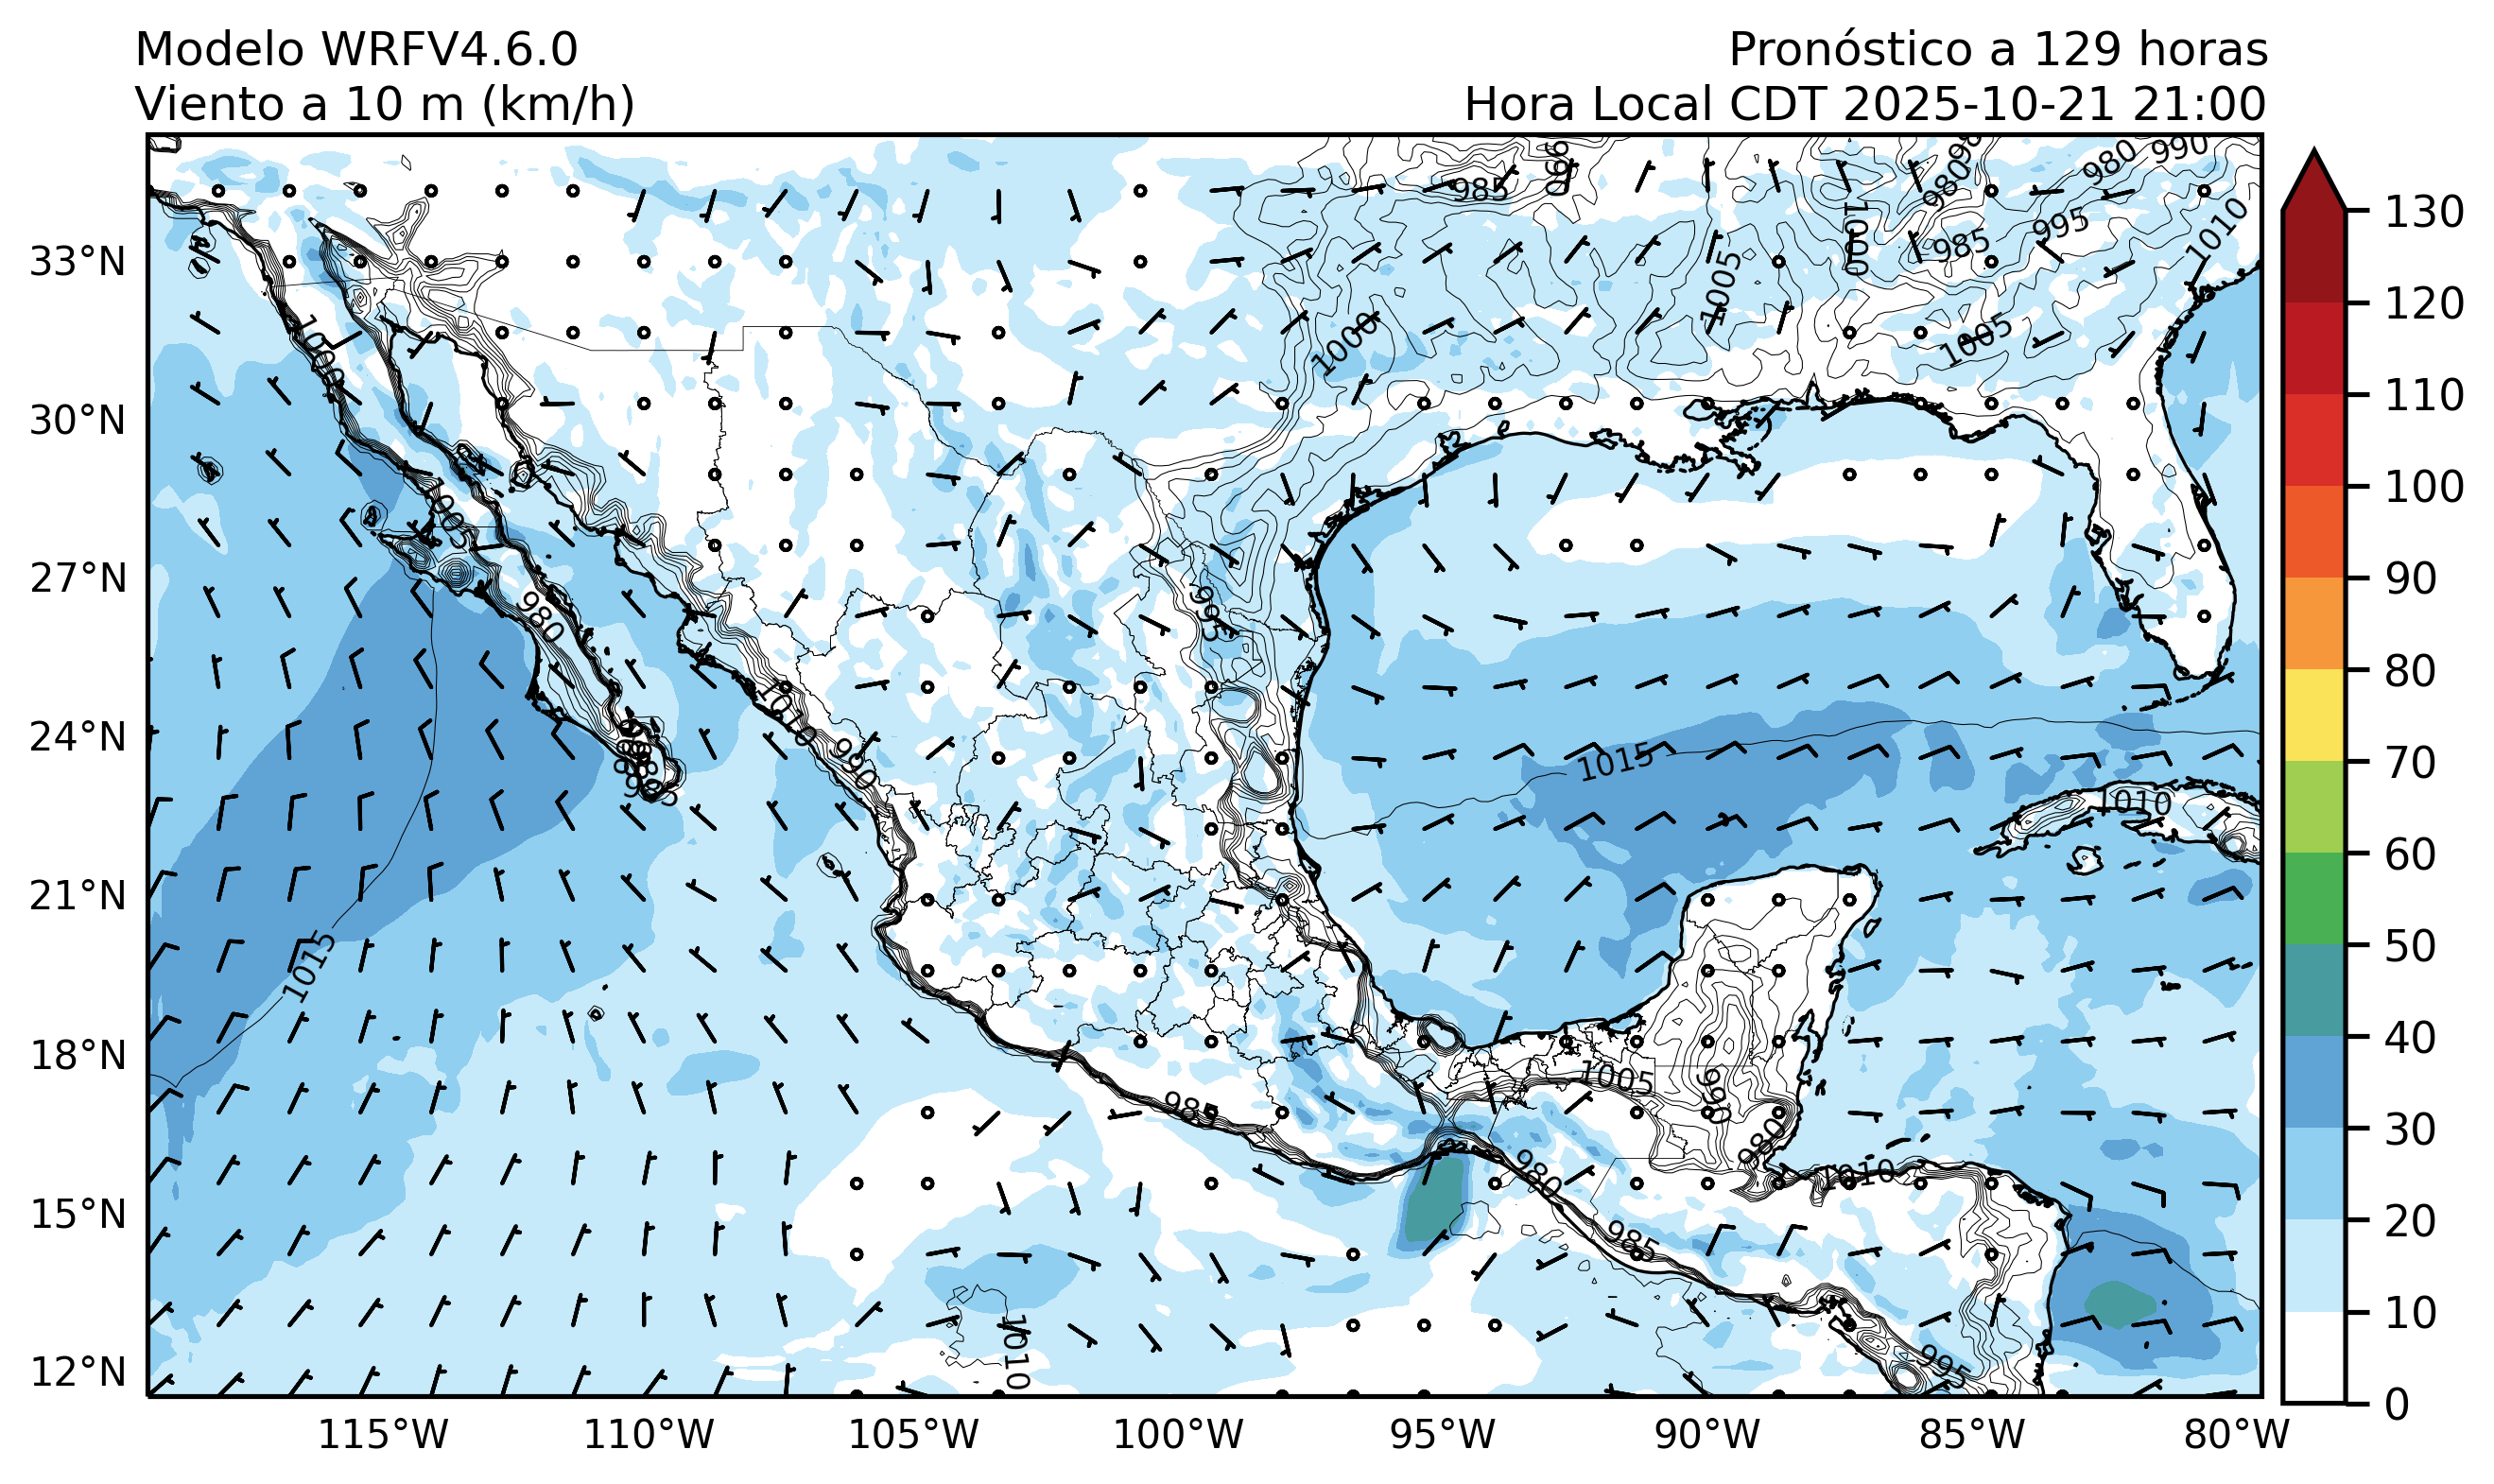 Modelo WRFV4.6.0
Viento a 10 m (km/h)
Pronóstico a 129 horas
Hora Local CDT 2025-10-21 21:00
33°N
30°N
27°N
24°N
21°N
18°N
15°N
12°N
115°W
110°W
105°W
100°W
95°W
90°W
85°W
80°W
130
120
110
100
90
80
70
60
50
40
30
20
10
0
990
985
980
980
990
995
985
1010
1000
1005
1005
1000
1005
1005
980
995
1010
990
985
1015
1015
1010
985
1005
990
980
1010
980
985
995
1010